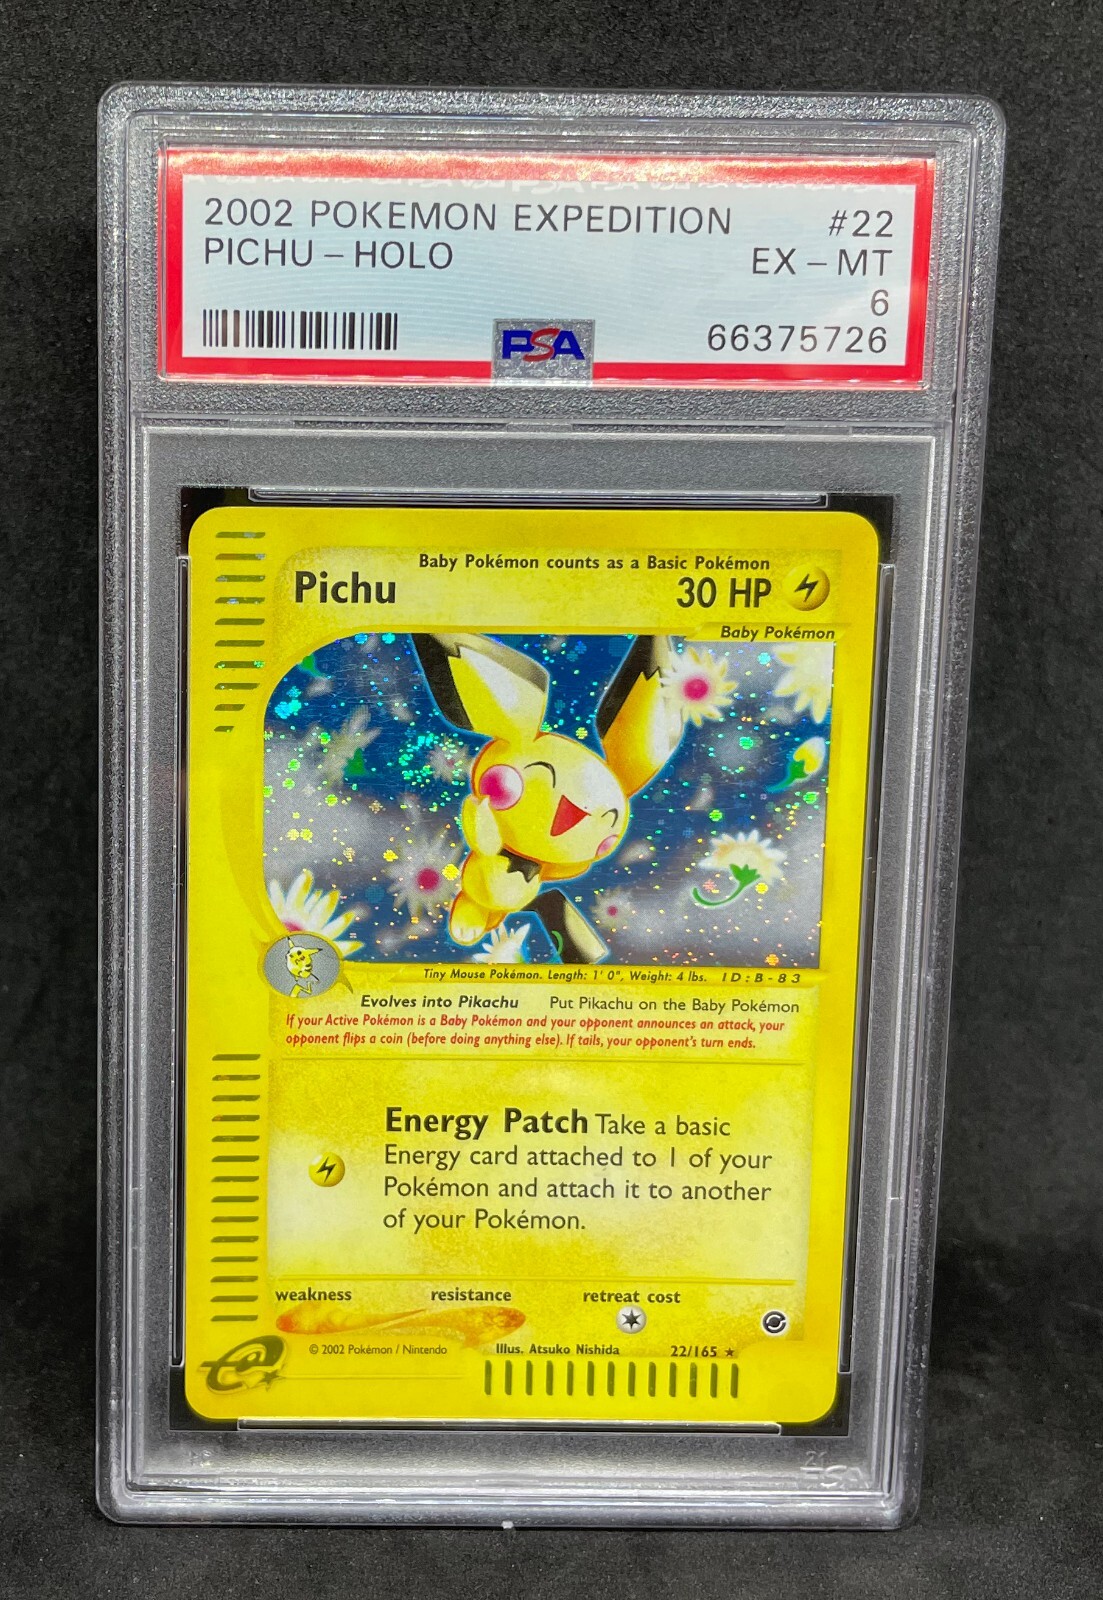 2002 POKEMON EXPEDITION #22
PICHU - HOLO EX - MT
6
PSA 66375726
Baby Pokémon counts as a Basic Pokémon
Pichu 30 HP
Baby Pokémon
Tiny Mouse Pokémon. Length: 1' 0", Weight: 4 lbs. ID:B-83
Evolves into Pikachu Put Pikachu on the Baby Pokémon
If your Active Pokémon is a Baby Pokémon and your opponent announces an attack, your
opponent flips a coin (before doing anything else). If tails, your opponent's turn ends.
Energy Patch Take a basic
Energy card attached to 1 of your
Pokémon and attach it to another
of your Pokémon.
weakness resistance retreat cost
© 2002 Pokémon / Nintendo Illus. Atsuko Nishida 22/165 ★
e